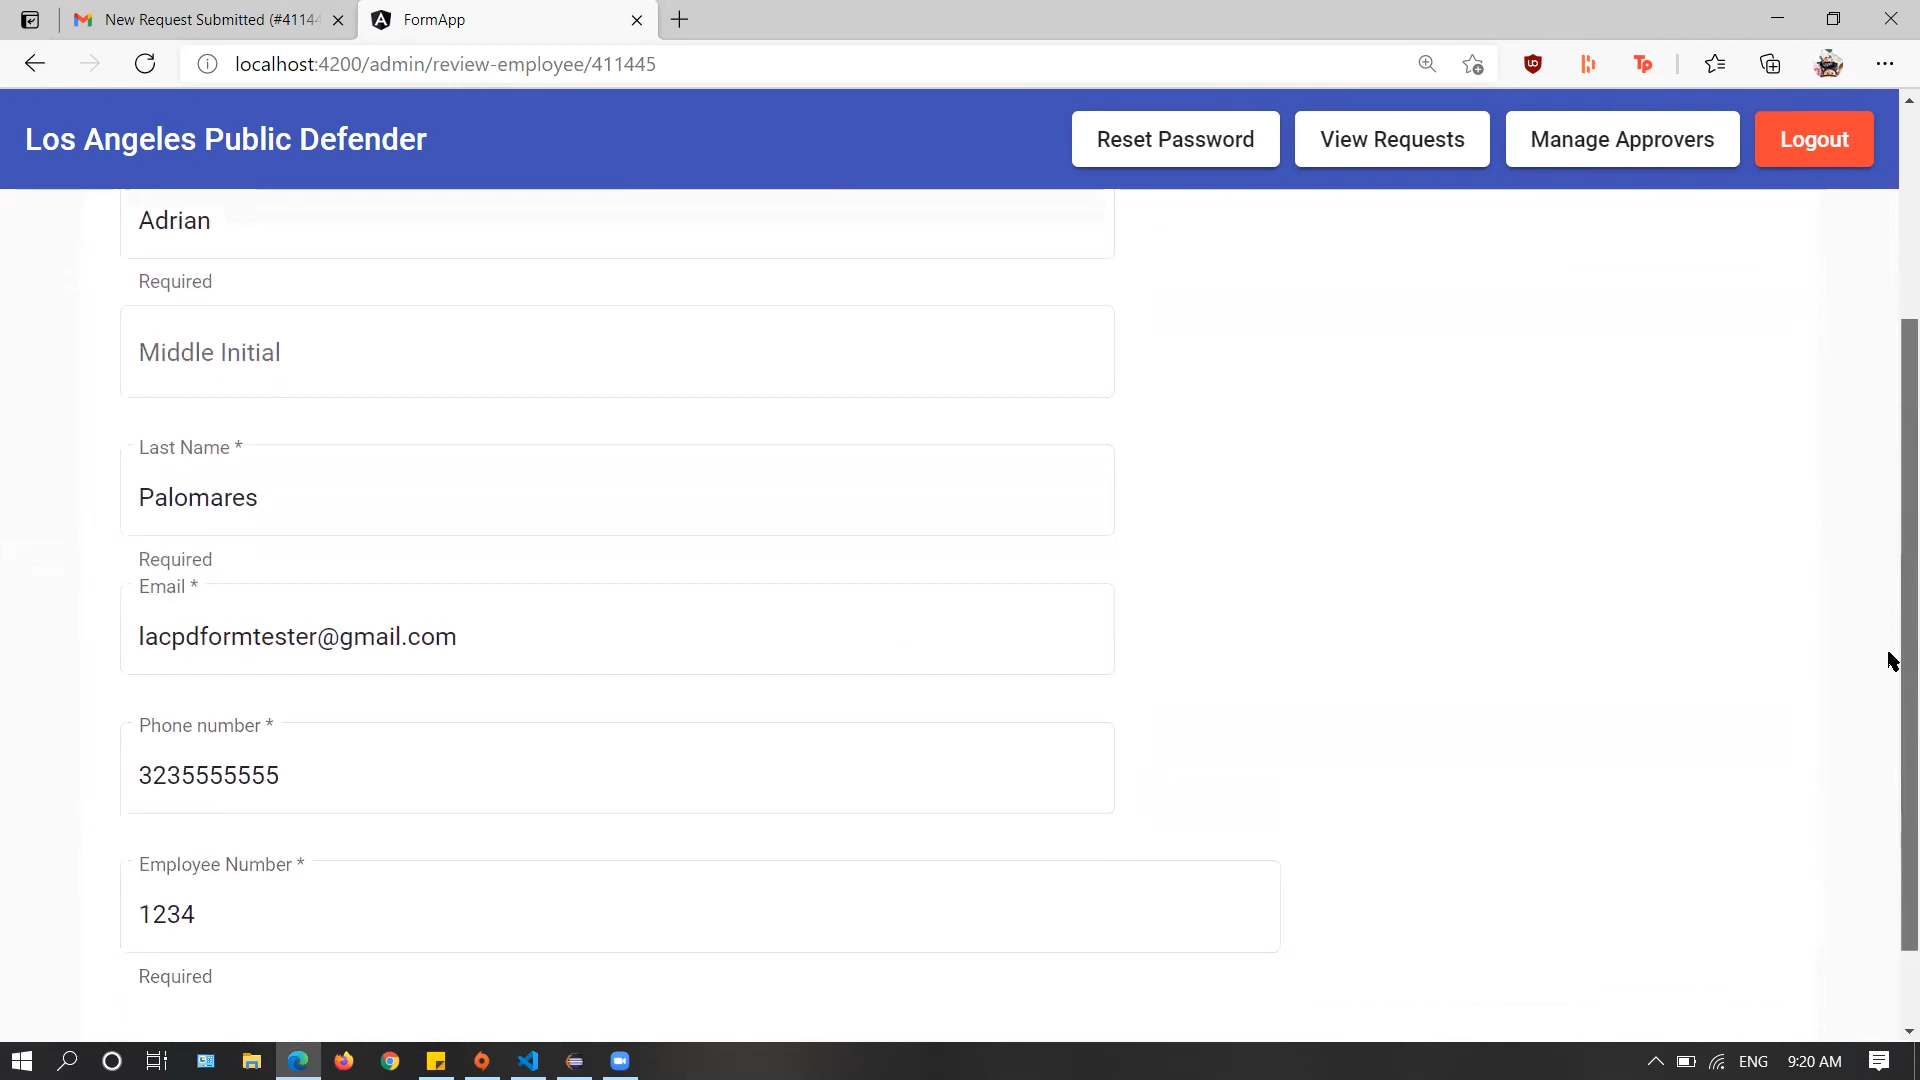 New Request Submitted (#4114
FormApp
localhost:4200/admin/review-employee/411445
Los Angeles Public Defender
Reset Password
View Requests
Manage Approvers
Logout
Adrian
Required
Middle Initial
Last Name *
Palomares
Required
Email *
lacpdformtester@gmail.com
Phone number *
3235555555
Employee Number *
1234
Required
ENG
9:20 AM